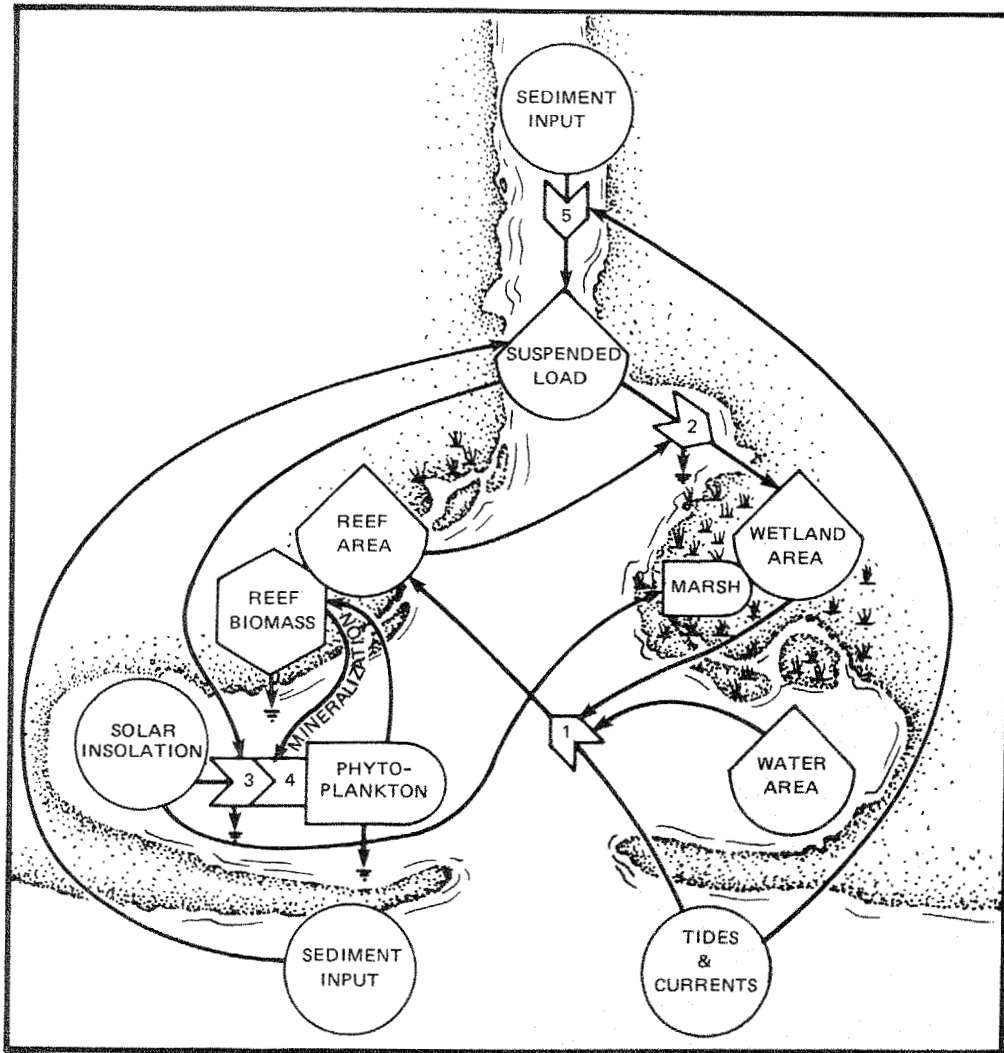 SEDIMENT
INPUT
5
SUSPENDED
LOAD
2
REEF
AREA
WETLAND
AREA
MARSH
REEF
BIOMASS
MINERALIZATION
SOLAR
INSOLATION
3
4
PHYTO-
PLANKTON
1
WATER
AREA
SEDIMENT
INPUT
TIDES
&
CURRENTS